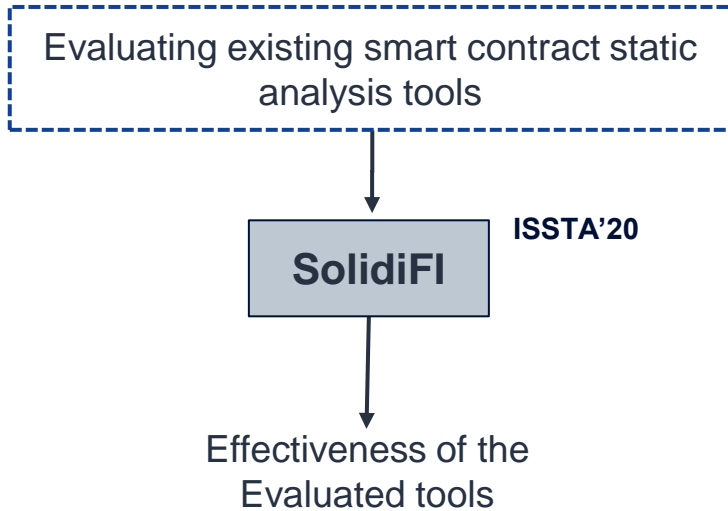 Evaluating existing smart contract static
analysis tools
ISSTA’20
SolidiFI
Effectiveness of the
Evaluated tools